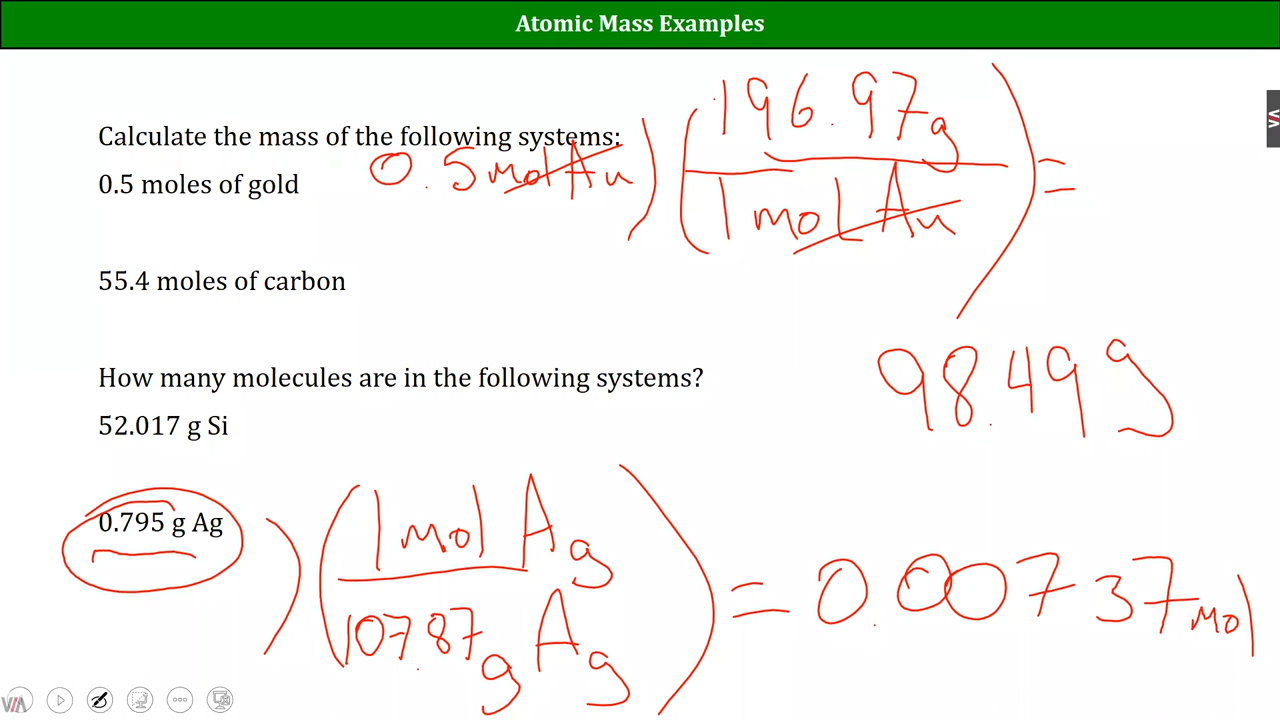 Atomic Mass Examples
Calculate the mass of the following systems:
0.5 moles of gold
0.5 mol Au ) ( 196.97g / 1 mol Au ) =
98.49 g
55.4 moles of carbon
How many molecules are in the following systems?
52.017 g Si
0.795 g Ag ) ( 1 mol Ag / 107.87 g Ag ) = 0.00737 mol